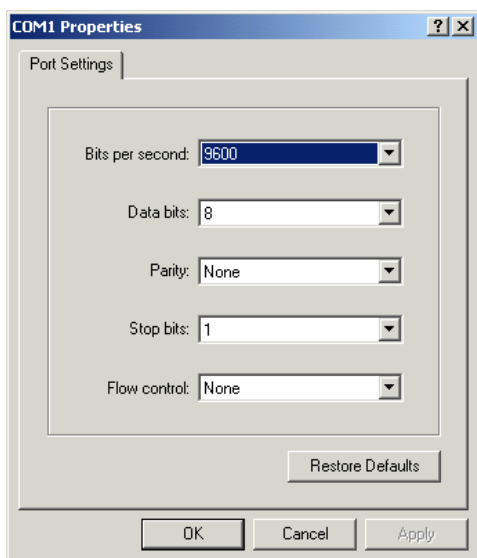 COM1 Properties
Port Settings
Bits per second: 9600
Data bits: 8
Parity: None
Stop bits: 1
Flow control: None
Restore Defaults
OK Cancel Apply